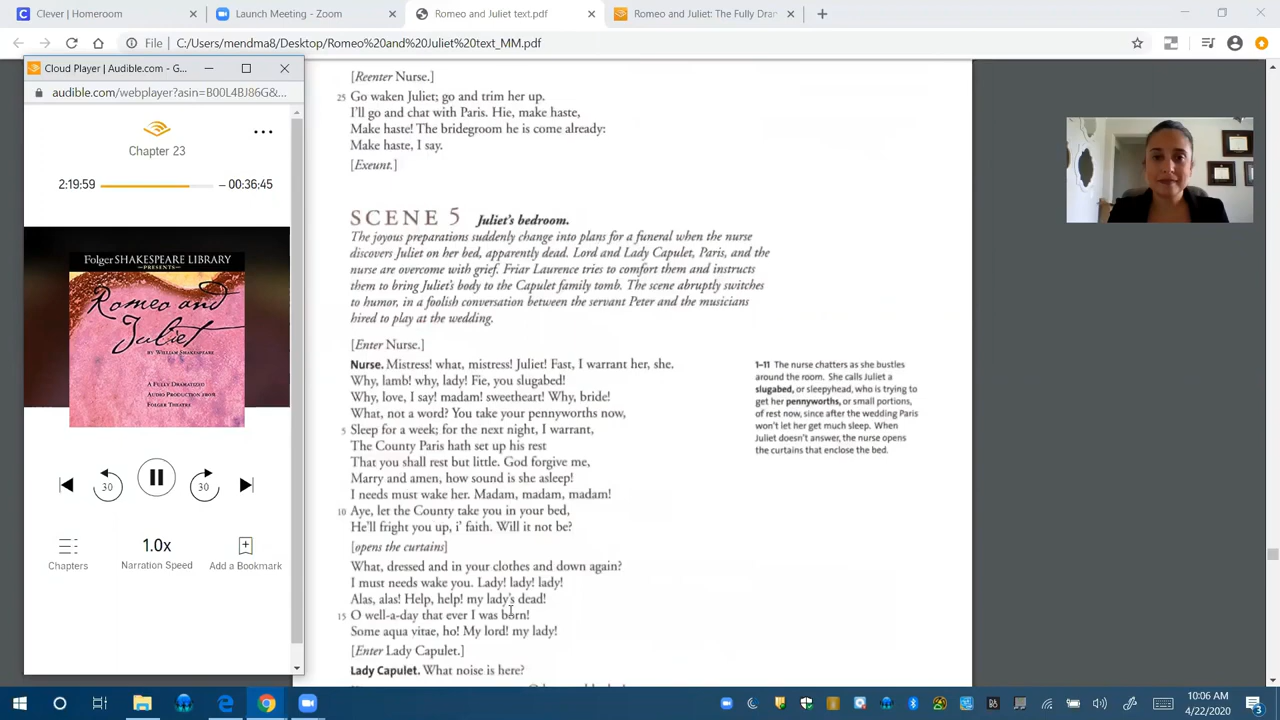 Clever | Homeroom
Launch Meeting - Zoom
Romeo and Juliet text.pdf
Romeo and Juliet: The Fully Dra
File
C:/Users/mendma8/Desktop/Romeo%20and%20Juliet%20text_MM.pdf
Cloud Player | Audible.com - G...
audible.com/webplayer?asin=B00L4BJ86G&...
Chapter 23
2:19:59
– 00:36:45
Folger SHAKESPEARE LIBRARY
PRESENTS
Romeo and
Juliet
BY WILLIAM SHAKESPEARE
A FULLY DRAMATIZED
AUDIO PRODUCTION FROM
FOLGER THEATRE
30
30
1.0x
Chapters
Narration Speed
Add a Bookmark
[Reenter Nurse.]
25 Go waken Juliet; go and trim her up.
I'll go and chat with Paris. Hie, make haste,
Make haste! The bridegroom he is come already:
Make haste, I say.
[Exeunt.]
SCENE 5 Juliet's bedroom.
The joyous preparations suddenly change into plans for a funeral when the nurse
discovers Juliet on her bed, apparently dead. Lord and Lady Capulet, Paris, and the
nurse are overcome with grief. Friar Laurence tries to comfort them and instructs
them to bring Juliet's body to the Capulet family tomb. The scene abruptly switches
to humor, in a foolish conversation between the servant Peter and the musicians
hired to play at the wedding.
[Enter Nurse.]
Nurse. Mistress! what, mistress! Juliet! Fast, I warrant her, she.
Why, lamb! why, lady! Fie, you slugabed!
Why, love, I say! madam! sweetheart! Why, bride!
What, not a word? You take your pennyworths now,
5 Sleep for a week; for the next night, I warrant,
The County Paris hath set up his rest
That you shall rest but little. God forgive me,
Marry and amen, how sound is she asleep!
I needs must wake her. Madam, madam, madam!
10 Aye, let the County take you in your bed,
He'll fright you up, i' faith. Will it not be?
[opens the curtains]
What, dressed and in your clothes and down again?
I must needs wake you. Lady! lady! lady!
Alas, alas! Help, help! my lady's dead!
15 O well-a-day that ever I was born!
Some aqua vitae, ho! My lord! my lady!
[Enter Lady Capulet.]
Lady Capulet. What noise is here?
1–11 The nurse chatters as she bustles
around the room. She calls Juliet a
slugabed, or sleepyhead, who is trying to
get her pennyworths, or small portions,
of rest now, since after the wedding Paris
won't let her get much sleep. When
Juliet doesn't answer, the nurse opens
the curtains that enclose the bed.
10:06 AM
4/22/2020
3